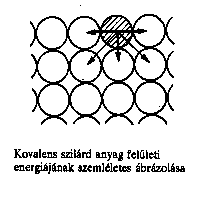 Kovalens szilárd anyag felületi
energiájának szemléletes ábrázolása